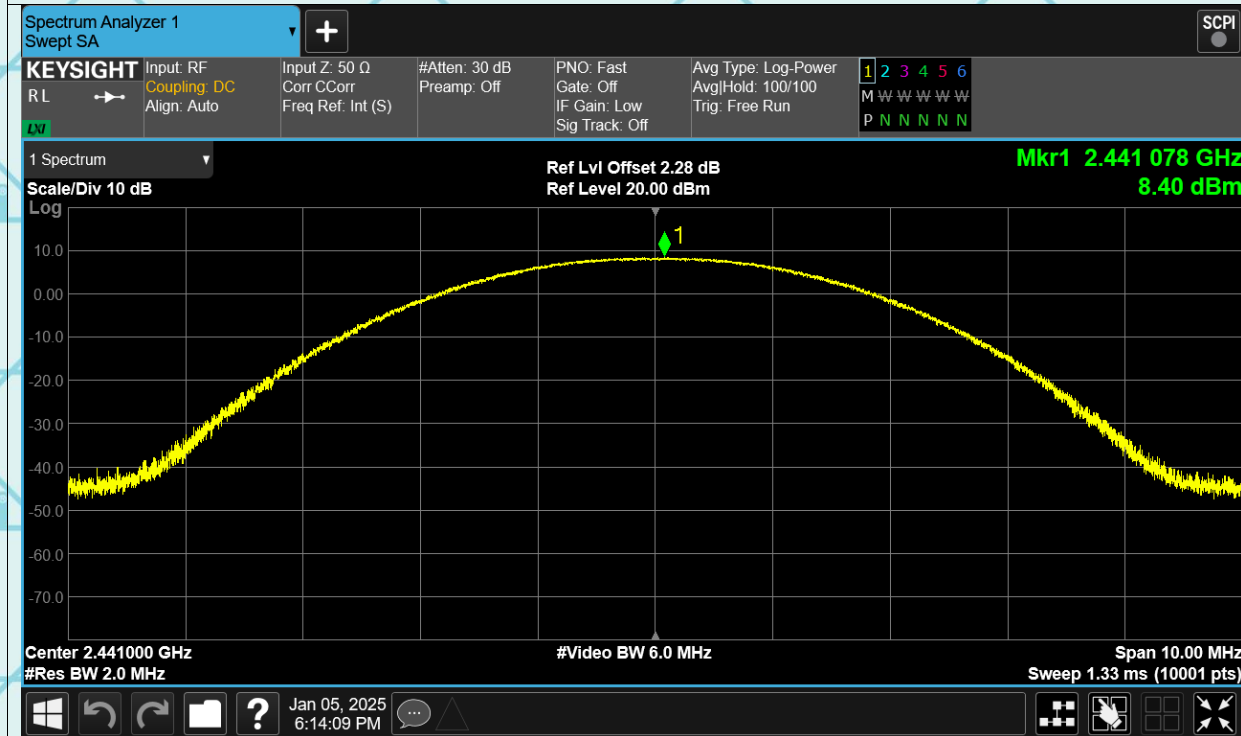 Spectrum Analyzer 1
Swept SA
+
SCPI
KEYSIGHT
RL
LXI
Input: RF
Coupling: DC
Align: Auto
Input Z: 50 Ω
Corr CCorr
Freq Ref: Int (S)
#Atten: 30 dB
Preamp: Off
PNO: Fast
Gate: Off
IF Gain: Low
Sig Track: Off
Avg Type: Log-Power
Avg|Hold: 100/100
Trig: Free Run
1 2 3 4 5 6
M W W W W W
P N N N N N
1 Spectrum
Scale/Div 10 dB
Log
Ref Lvl Offset 2.28 dB
Ref Level 20.00 dBm
Mkr1 2.441 078 GHz
8.40 dBm
1
10.0
0.00
-10.0
-20.0
-30.0
-40.0
-50.0
-60.0
-70.0
Center 2.441000 GHz
#Res BW 2.0 MHz
#Video BW 6.0 MHz
Span 10.00 MHz
Sweep 1.33 ms (10001 pts)
?
Jan 05, 2025
6:14:09 PM